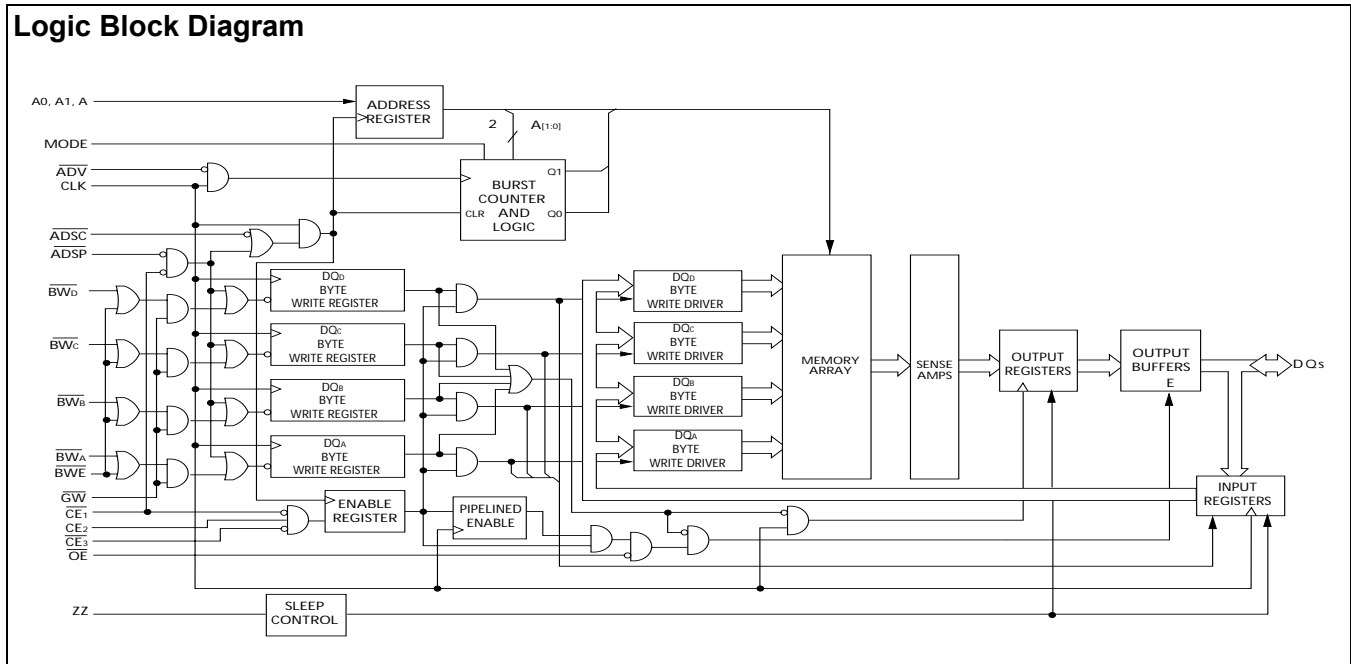 Logic Block Diagram
A0, A1, A
ADDRESS
REGISTER
2
A[1:0]
MODE
ADV
CLK
BURST
COUNTER
AND
LOGIC
Q1
CLR
Q0
ADSC
ADSP
BWD
DQD
BYTE
WRITE REGISTER
DQD
BYTE
WRITE DRIVER
BWC
DQC
BYTE
WRITE REGISTER
DQC
BYTE
WRITE DRIVER
MEMORY
ARRAY
SENSE
AMPS
OUTPUT
REGISTERS
OUTPUT
BUFFERS
E
DQs
BWB
DQB
BYTE
WRITE REGISTER
DQB
BYTE
WRITE DRIVER
BWA
BWE
DQA
BYTE
WRITE REGISTER
DQA
BYTE
WRITE DRIVER
GW
CE1
CE2
CE3
OE
ENABLE
REGISTER
PIPELINED
ENABLE
INPUT
REGISTERS
ZZ
SLEEP
CONTROL